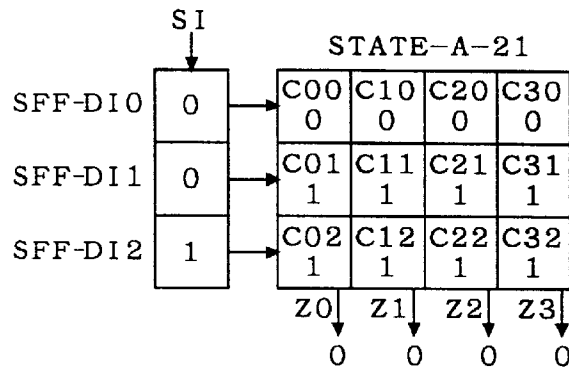 SI
STATE-A-21
SFF-DI0 0 C00 C10 C20 C30
0 0 0 0
SFF-DI1 0 C01 C11 C21 C31
1 1 1 1
SFF-DI2 1 C02 C12 C22 C32
1 1 1 1
Z0 Z1 Z2 Z3
0 0 0 0